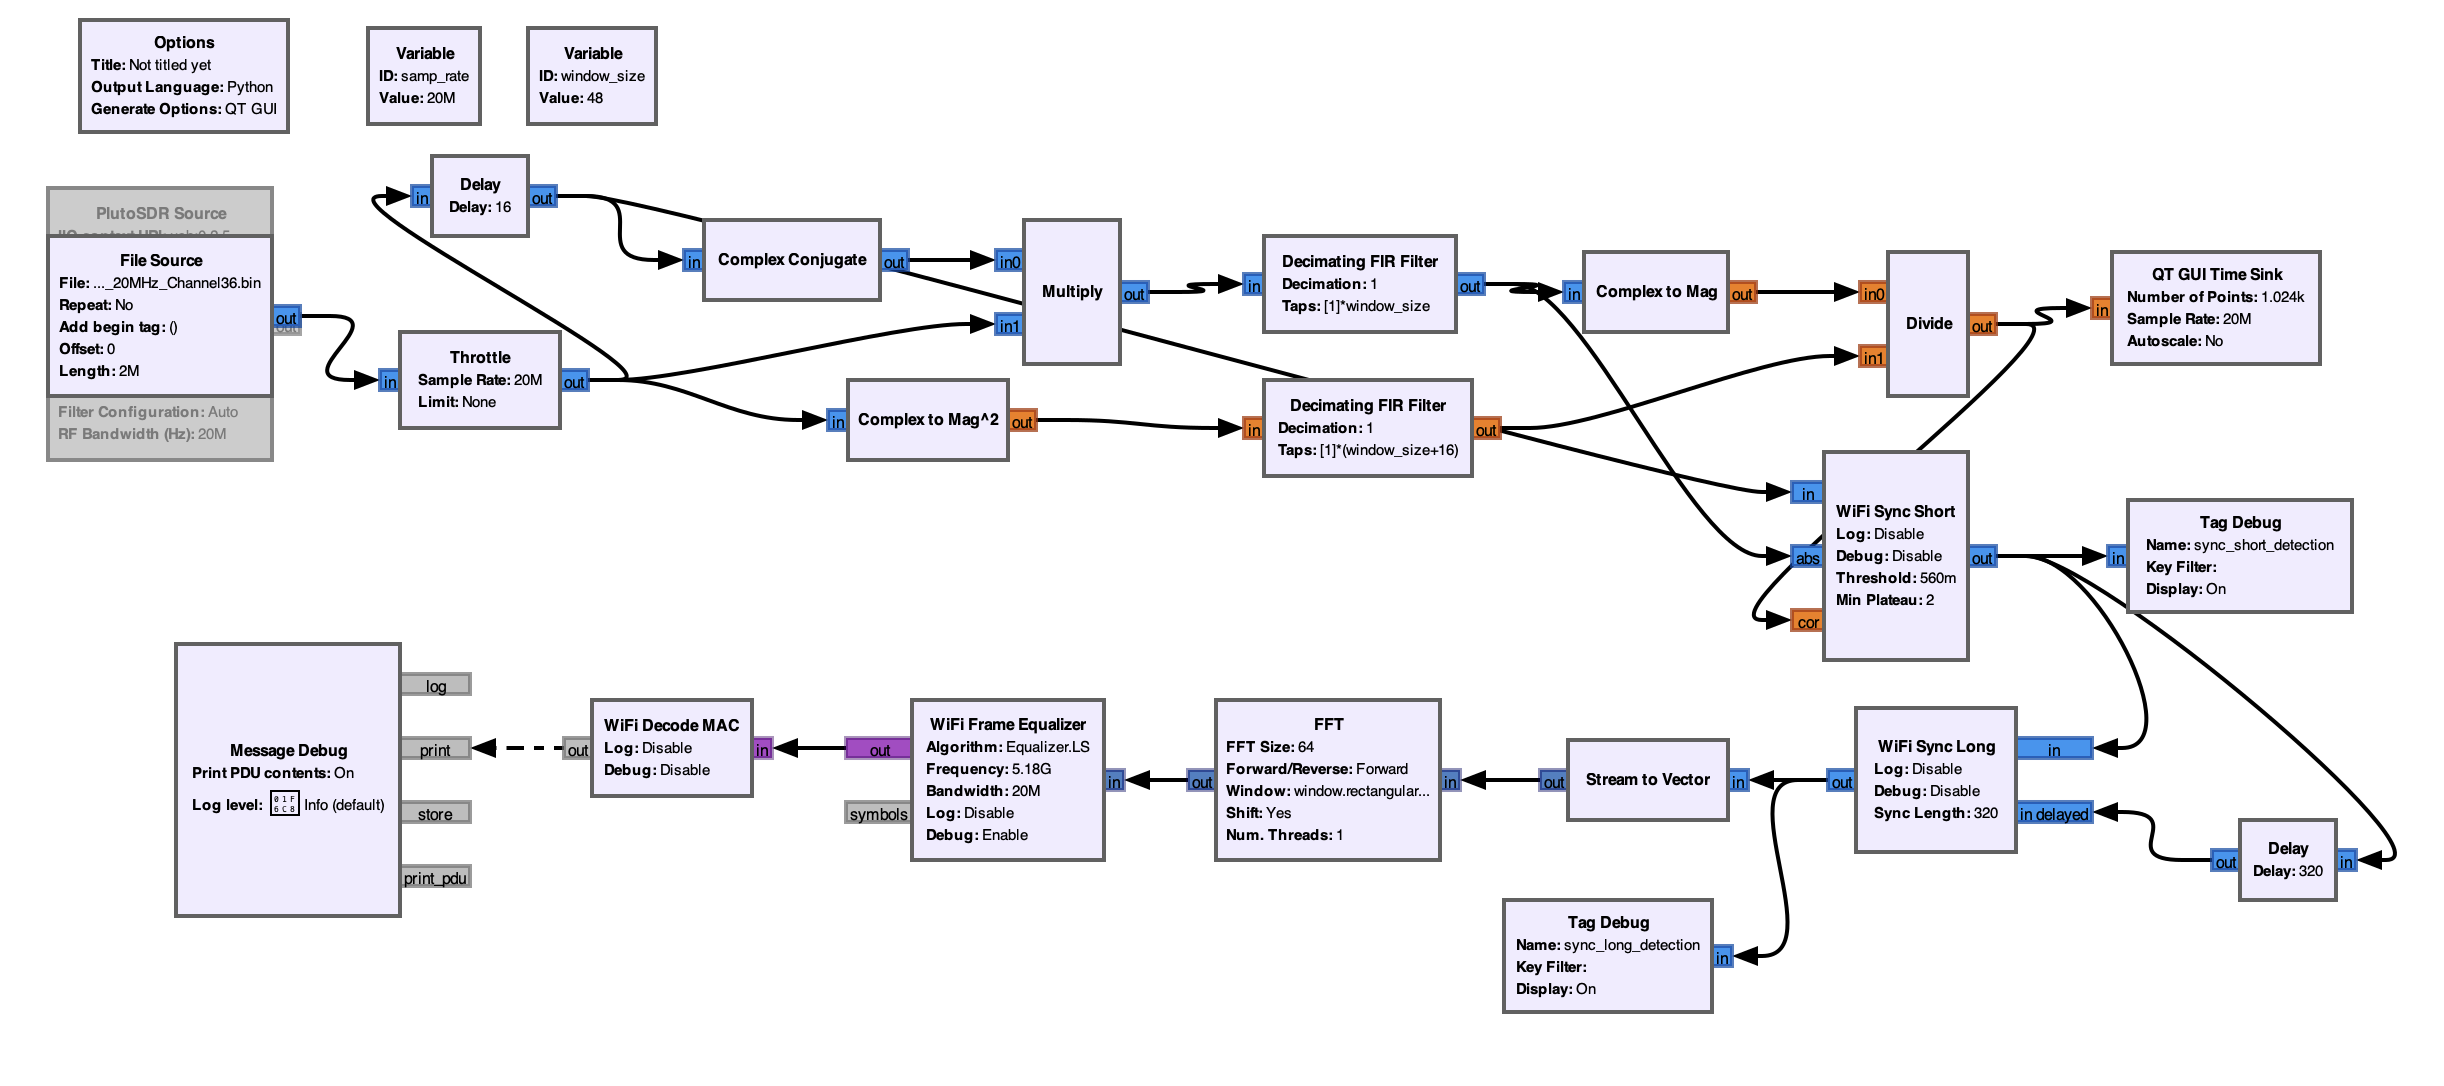 Options
Title: Not titled yet
Output Language: Python
Generate Options: QT GUI
Variable
ID: samp_rate
Value: 20M
Variable
ID: window_size
Value: 48
PlutoSDR Source
File Source
File: ..._20MHz_Channel36.bin
Repeat: No
Add begin tag: ()
Offset: 0
Length: 2M
out
Filter Configuration: Auto
RF Bandwidth (Hz): 20M
in
Delay
Delay: 16
out
in
Throttle
Sample Rate: 20M
Limit: None
out
in
Complex Conjugate
out
in
Complex to Mag^2
out
in0
in1
Multiply
out
in
Decimating FIR Filter
Decimation: 1
Taps: [1]*window_size
out
in
Decimating FIR Filter
Decimation: 1
Taps: [1]*(window_size+16)
out
in
Complex to Mag
out
in0
in1
Divide
out
in
QT GUI Time Sink
Number of Points: 1.024k
Sample Rate: 20M
Autoscale: No
in
abs
cor
WiFi Sync Short
Log: Disable
Debug: Disable
Threshold: 560m
Min Plateau: 2
out
in
Tag Debug
Name: sync_short_detection
Key Filter:
Display: On
Message Debug
Print PDU contents: On
Log level: Info (default)
log
print
store
print_pdu
out
WiFi Decode MAC
Log: Disable
Debug: Disable
in
out
symbols
WiFi Frame Equalizer
Algorithm: Equalizer.LS
Frequency: 5.18G
Bandwidth: 20M
Log: Disable
Debug: Enable
in
out
FFT
FFT Size: 64
Forward/Reverse: Forward
Window: window.rectangular...
Shift: Yes
Num. Threads: 1
in
out
Stream to Vector
in
out
WiFi Sync Long
Log: Disable
Debug: Disable
Sync Length: 320
in
in delayed
out
Delay
Delay: 320
in
Tag Debug
Name: sync_long_detection
Key Filter:
Display: On
in